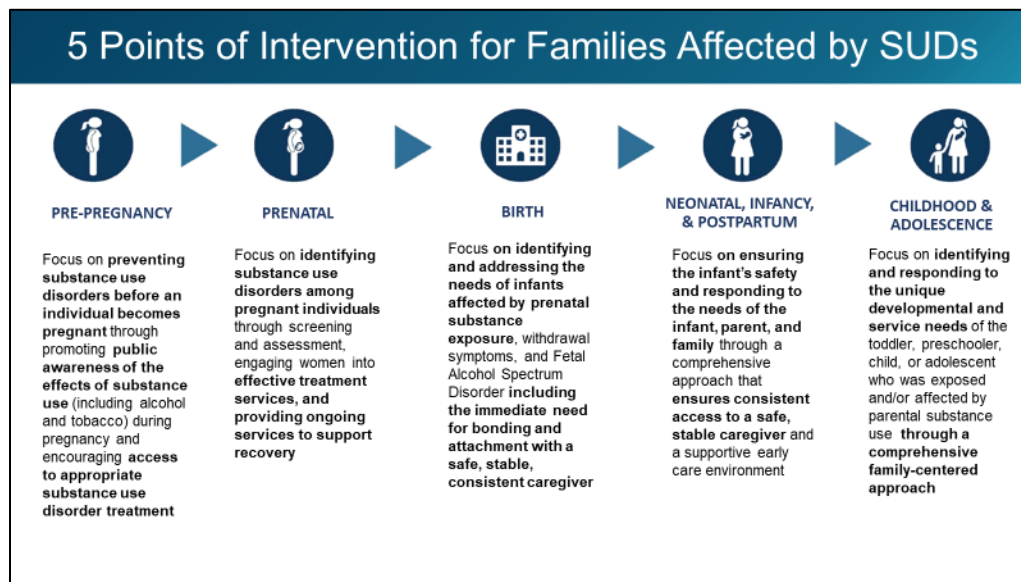 5 Points of Intervention for Families Affected by SUDs
PRE-PREGNANCY
Focus on preventing
substance use
disorders before an
individual becomes
pregnant through
promoting public
awareness of the
effects of substance
use (including alcohol
and tobacco) during
pregnancy and
encouraging access
to appropriate
substance use
disorder treatment
PRENATAL
Focus on identifying
substance use
disorders among
pregnant individuals
through screening
and assessment,
engaging women into
effective treatment
services, and
providing ongoing
services to support
recovery
BIRTH
Focus on identifying
and addressing the
needs of infants
affected by prenatal
substance
exposure, withdrawal
symptoms, and Fetal
Alcohol Spectrum
Disorder including
the immediate need
for bonding and
attachment with a
safe, stable,
consistent caregiver
NEONATAL, INFANCY,
& POSTPARTUM
Focus on ensuring
the infant's safety
and responding to
the needs of the
infant, parent, and
family through a
comprehensive
approach that
ensures consistent
access to a safe,
stable caregiver and
a supportive early
care environment
CHILDHOOD &
ADOLESCENCE
Focus on identifying
and responding to
the unique
developmental and
service needs of the
toddler, preschooler,
child, or adolescent
who was exposed
and/or affected by
parental substance
use through a
comprehensive
family-centered
approach